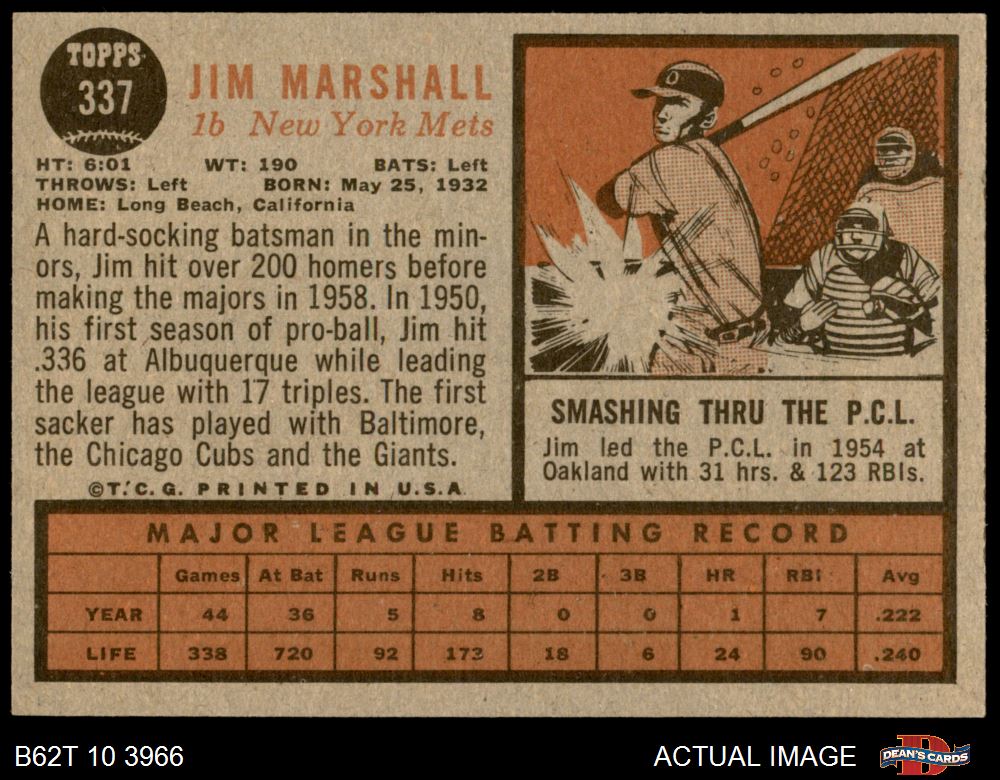 TOPPS
337
JIM MARSHALL
1b New York Mets
HT: 6:01 WT: 190 BATS: Left
THROWS: Left BORN: May 25, 1932
HOME: Long Beach, California
A hard-socking batsman in the min-
ors, Jim hit over 200 homers before
making the majors in 1958. In 1950,
his first season of pro-ball, Jim hit
.336 at Albuquerque while leading
the league with 17 triples. The first
sacker has played with Baltimore,
the Chicago Cubs and the Giants.
©T.C.G. PRINTED IN U.S.A.
O
SMASHING THRU THE P.C.L.
Jim led the P.C.L. in 1954 at
Oakland with 31 hrs. & 123 RBIs.
MAJOR LEAGUE BATTING RECORD
Games At Bat Runs Hits 2B 3B HR RBI Avg
YEAR 44 36 5 8 0 0 1 7 .222
LIFE 338 720 92 173 18 6 24 90 .240
B62T 10 3966
ACTUAL IMAGE
D
DEAN'S CARDS